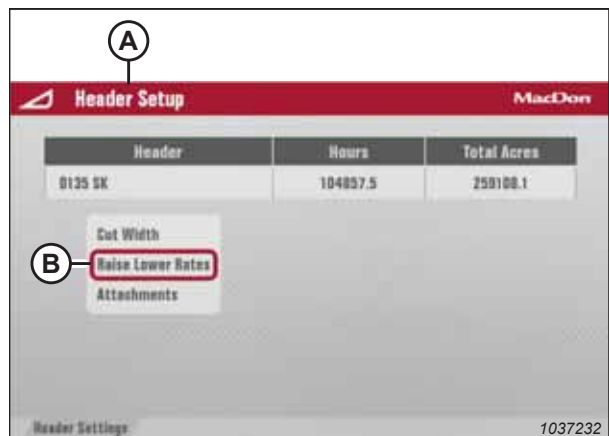 A
Header Setup MacDon
Header Hours Total Acres
D135 SK 104857.5 259108.1
Cut Width
B Raise Lower Rates
Attachments
Header Settings 1037232